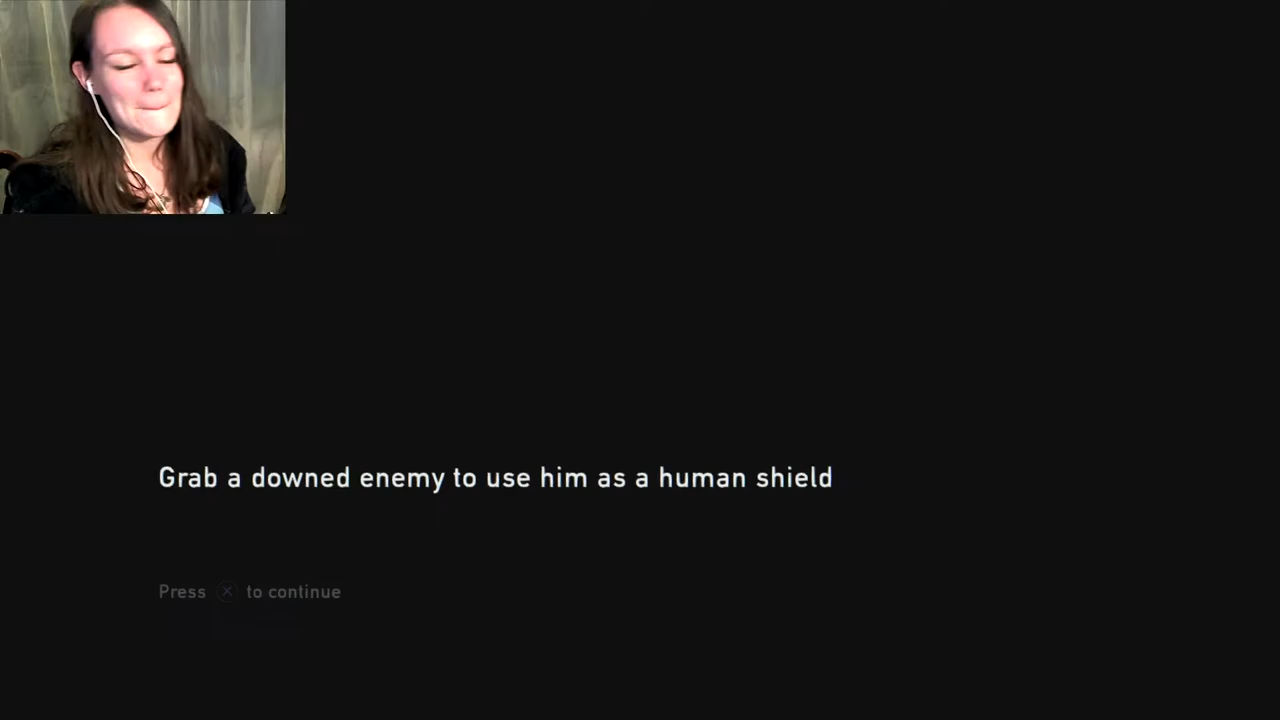 Grab a downed enemy to use him as a human shield
Press ⓧ to continue